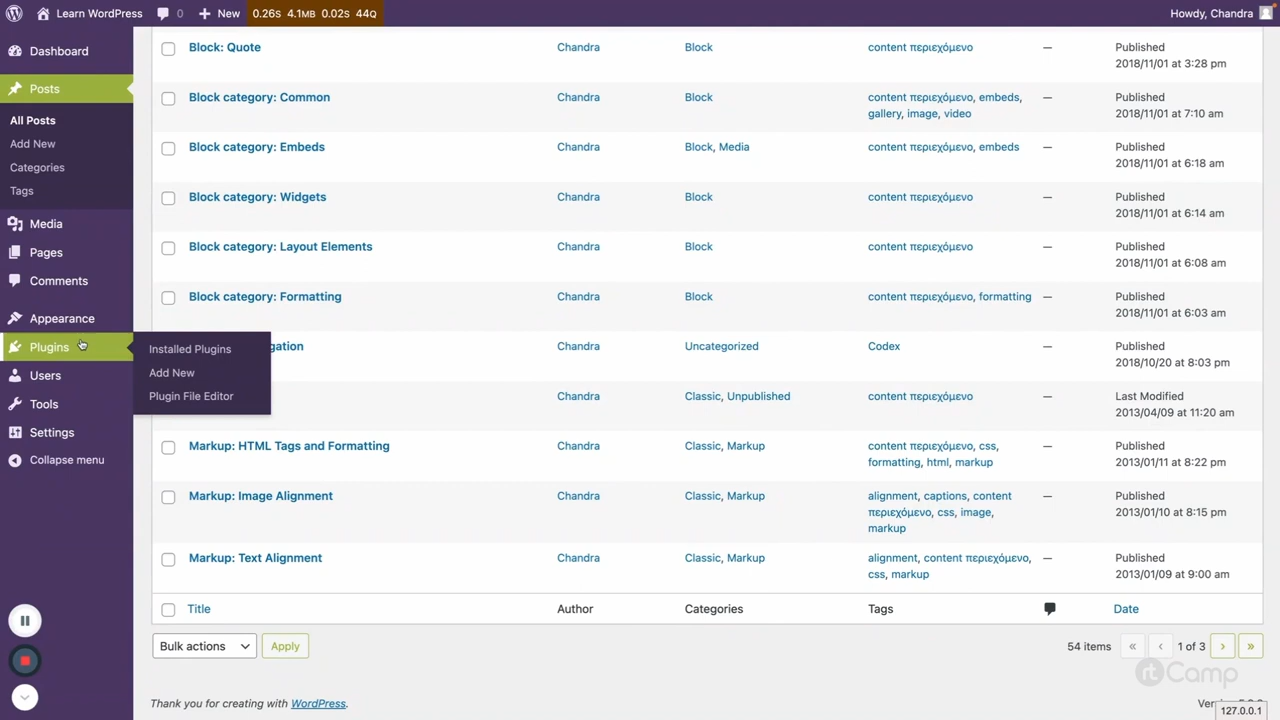 Learn WordPress 0 New 0.26s 4.1MB 0.02s 44Q Howdy, Chandra
Dashboard
Posts
All Posts
Add New
Categories
Tags
Media
Pages
Comments
Appearance
Plugins
Users
Tools
Settings
Collapse menu
Installed Plugins
Add New
Plugin File Editor
Block: Quote Chandra Block content περιεχόμενο — Published
2018/11/01 at 3:28 pm
Block category: Common Chandra Block content περιεχόμενο, embeds, — Published
gallery, image, video 2018/11/01 at 7:10 am
Block category: Embeds Chandra Block, Media content περιεχόμενο, embeds — Published
2018/11/01 at 6:18 am
Block category: Widgets Chandra Block content περιεχόμενο — Published
2018/11/01 at 6:14 am
Block category: Layout Elements Chandra Block content περιεχόμενο — Published
2018/11/01 at 6:08 am
Block category: Formatting Chandra Block content περιεχόμενο, formatting — Published
2018/11/01 at 6:03 am
gation Chandra Uncategorized Codex — Published
2018/10/20 at 8:03 pm
Chandra Classic, Unpublished content περιεχόμενο — Last Modified
2013/04/09 at 11:20 am
Markup: HTML Tags and Formatting Chandra Classic, Markup content περιεχόμενο, css, — Published
formatting, html, markup 2013/01/11 at 8:22 pm
Markup: Image Alignment Chandra Classic, Markup alignment, captions, content — Published
περιεχόμενο, css, image, 2013/01/10 at 8:15 pm
markup
Markup: Text Alignment Chandra Classic, Markup alignment, content περιεχόμενο, — Published
css, markup 2013/01/09 at 9:00 am
Title Author Categories Tags Date
Bulk actions Apply 54 items « ‹ 1 of 3 › »
rtCamp
Thank you for creating with WordPress.
127.0.0.1